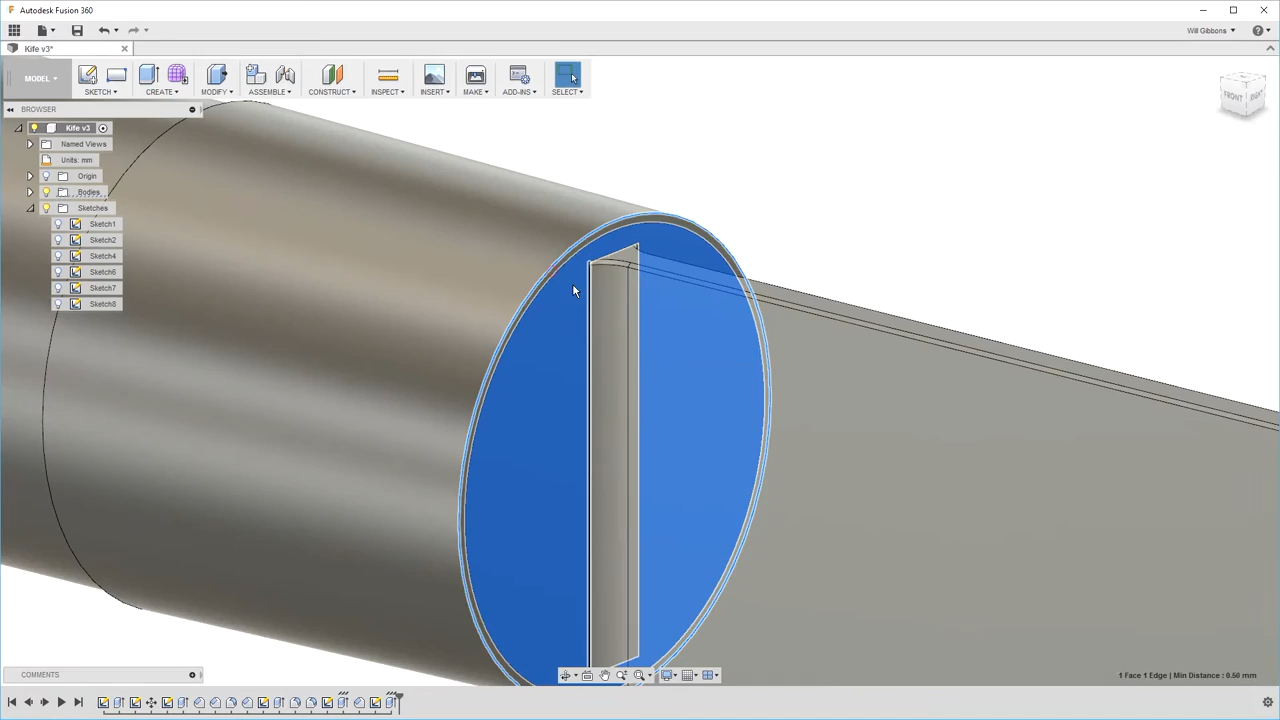 Autodesk Fusion 360
Will Gibbons
Kife v3*
MODEL
SKETCH
CREATE
MODIFY
ASSEMBLE
CONSTRUCT
INSPECT
INSERT
MAKE
ADD-INS
SELECT
FRONT
RIGHT
BROWSER
Kife v3
Named Views
Units: mm
Origin
Bodies
Sketches
Sketch1
Sketch2
Sketch4
Sketch6
Sketch7
Sketch8
COMMENTS
1 Face 1 Edge | Min Distance : 0.50 mm